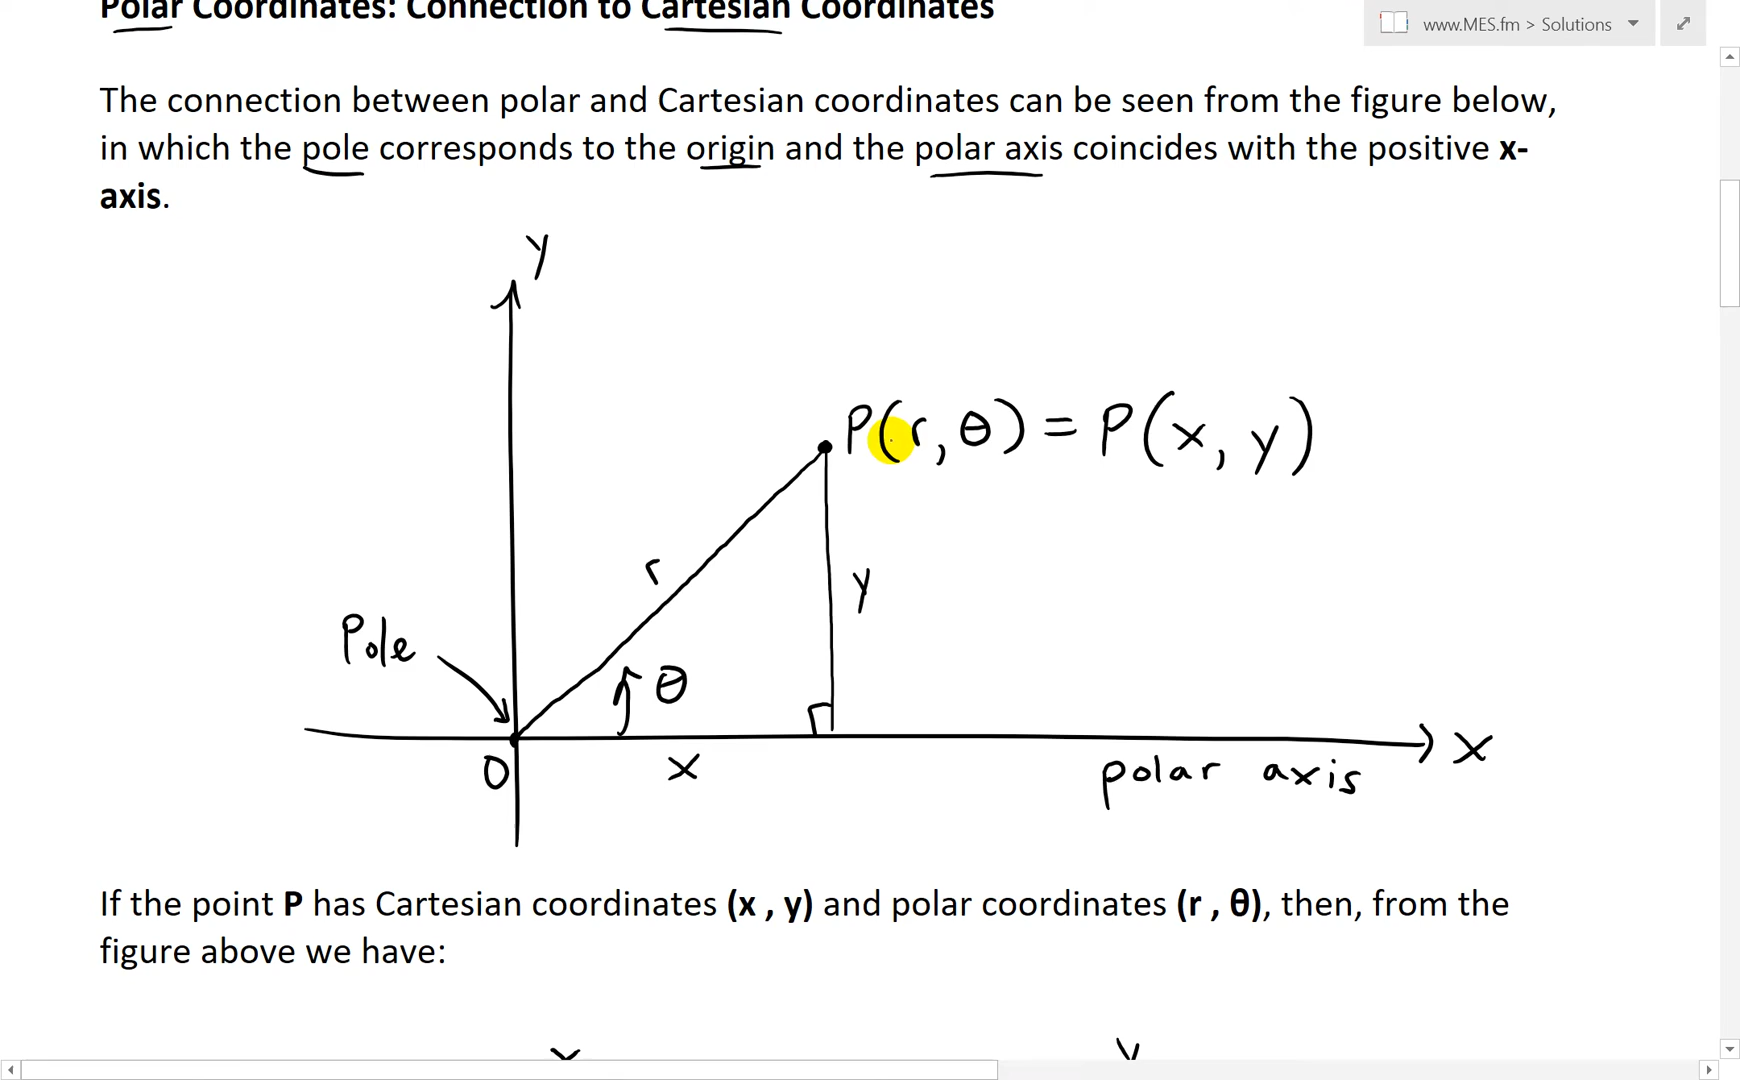 Polar Coordinates: Connection to Cartesian Coordinates
www.MES.fm > Solutions
The connection between polar and Cartesian coordinates can be seen from the figure below,
in which the pole corresponds to the origin and the polar axis coincides with the positive x-
axis.
y
P(r, θ) = P(x, y)
r
y
Pole
θ
O
x
x
polar axis
If the point P has Cartesian coordinates (x , y) and polar coordinates (r , θ), then, from the
figure above we have: